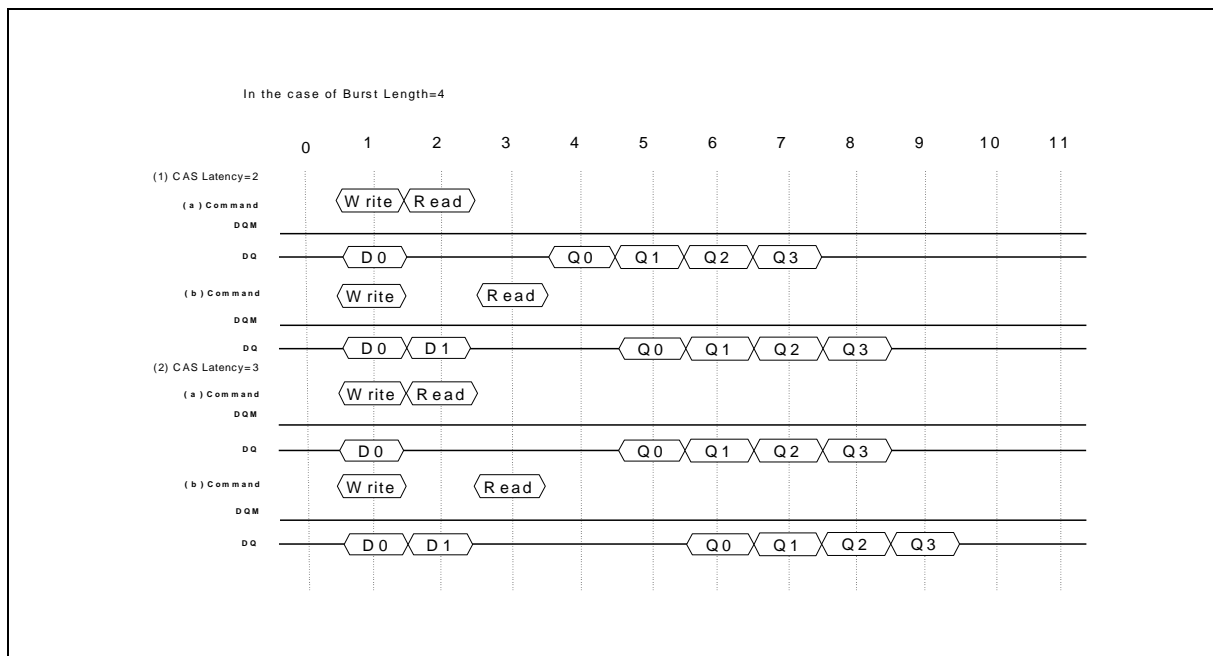 In the case of Burst Length=4
0 1 2 3 4 5 6 7 8 9 10 11
(1) CAS Latency=2
(a) Command Write Read
DQM
DQ D0 Q0 Q1 Q2 Q3
(b) Command Write Read
DQM
DQ D0 D1 Q0 Q1 Q2 Q3
(2) CAS Latency=3
(a) Command Write Read
DQM
DQ D0 Q0 Q1 Q2 Q3
(b) Command Write Read
DQM
DQ D0 D1 Q0 Q1 Q2 Q3